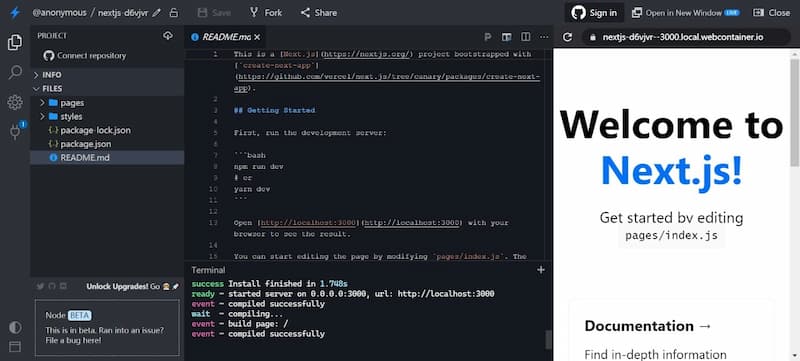 @anonymous / nextjs-d6vjvr
Save
Fork
Share
Sign in
Open in New Window LIVE
Close
PROJECT
Connect repository
INFO
FILES
pages
styles
package-lock.json
package.json
README.md
1
README.md
1 This is a [Next.js](https://nextjs.org/) project bootstrapped with
[`create-next-app`]
(https://github.com/vercel/next.js/tree/canary/packages/create-next-
app).
2
3 ## Getting Started
4
5 First, run the development server:
6
7 ```bash
8 npm run dev
9 # or
10 yarn dev
11 ```
12
13 Open [http://localhost:3000](http://localhost:3000) with your
browser to see the result.
14
15 You can start editing the page by modifying `pages/index.js`. The
Terminal
success Install finished in 1.748s
ready - started server on 0.0.0.0:3000, url: http://localhost:3000
event - compiled successfully
wait - compiling...
event - build page: /
event - compiled successfully
Unlock Upgrades! Go
Node BETA
This is in beta. Ran into an issue?
File a bug here!
nextjs-d6vjvr--3000.local.webcontainer.io
Welcome to
Next.js!
Get started by editing
pages/index.js
Documentation →
Find in-depth information